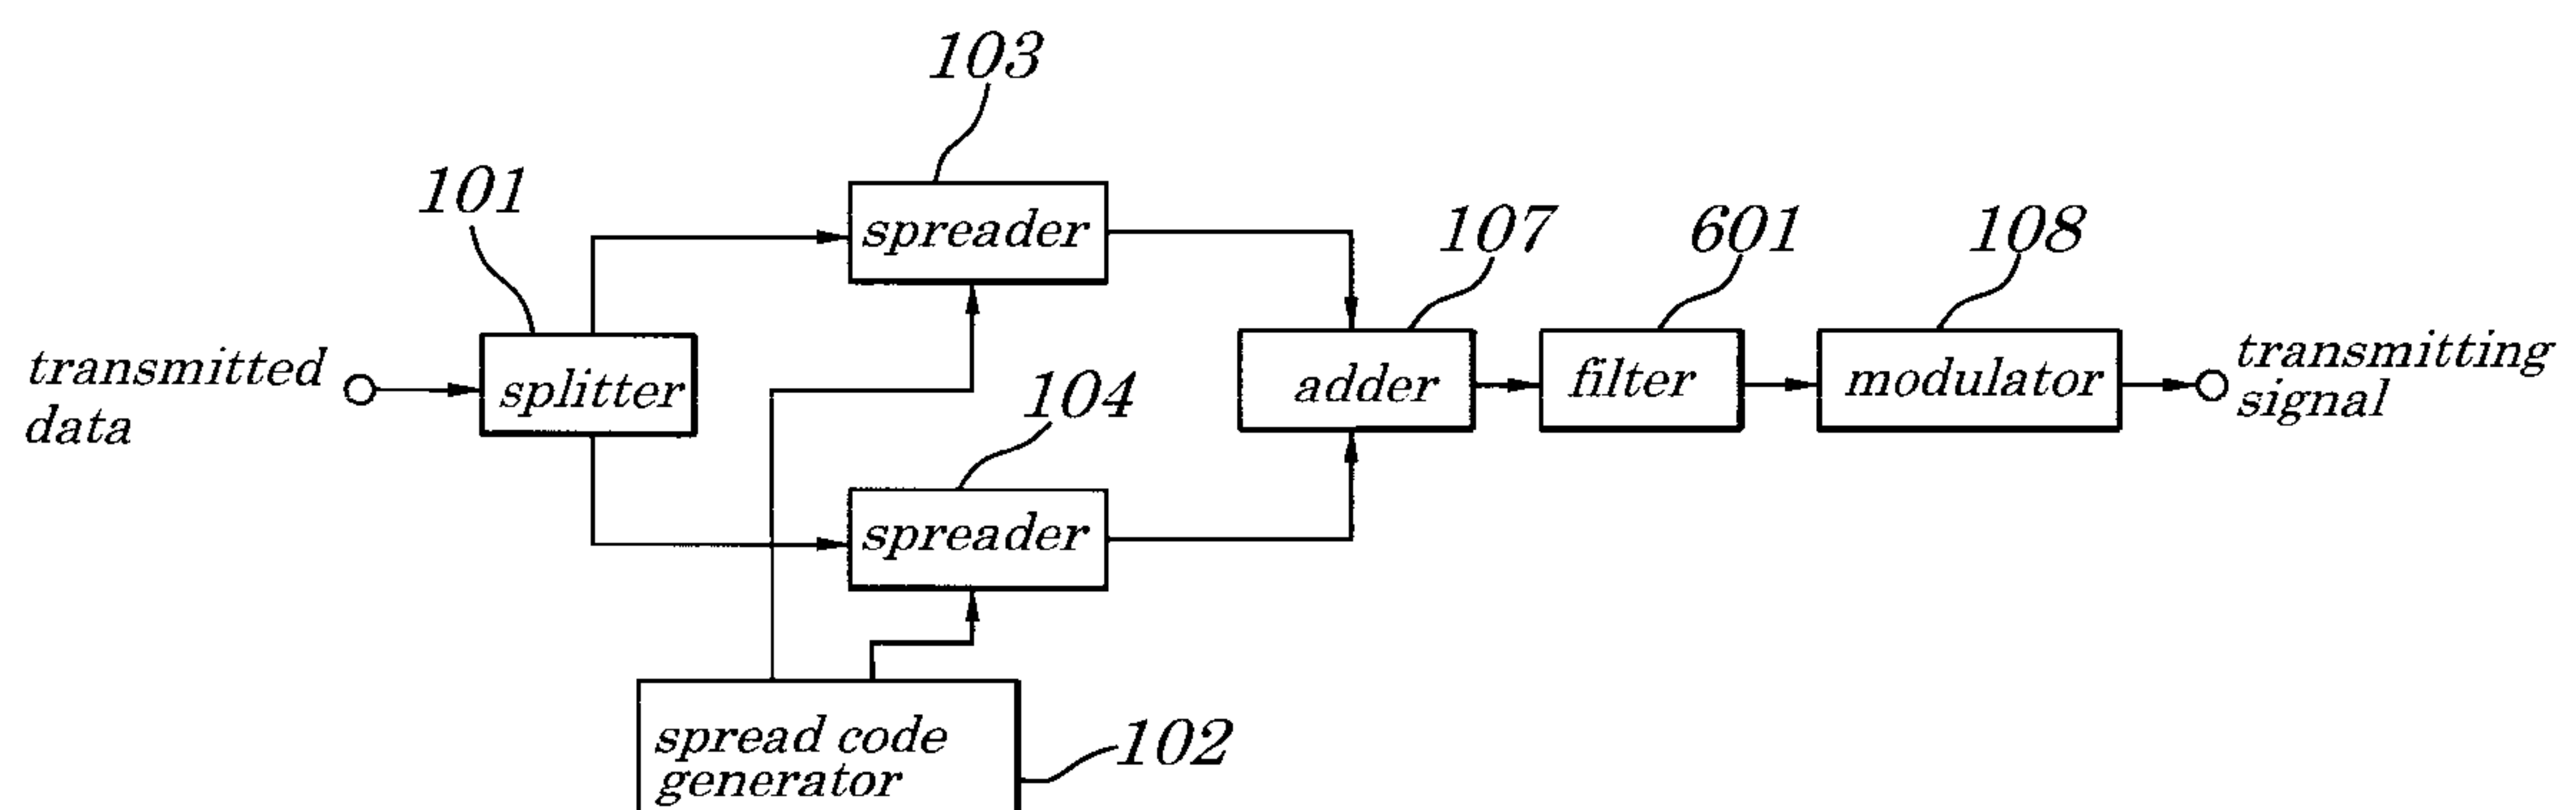 103
101
spreader
107
601
108
transmitted
data
splitter
104
adder
filter
modulator
transmitting
signal
spreader
spread code
generator
102